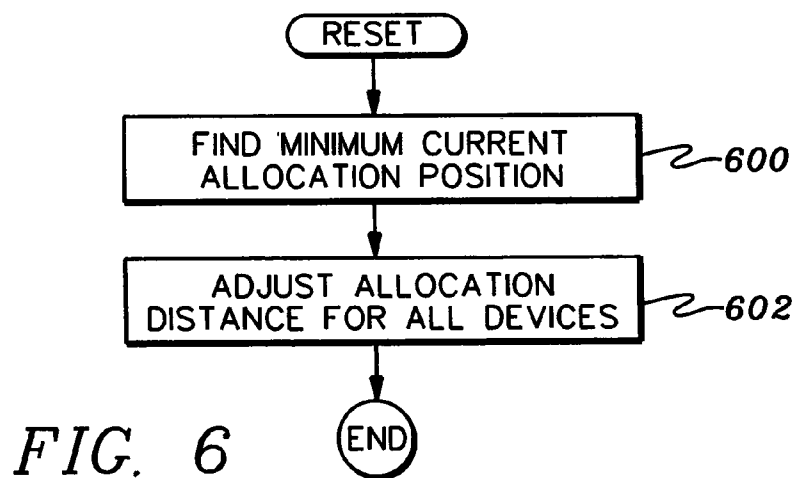 RESET
FIND MINIMUM CURRENT
ALLOCATION POSITION
600
ADJUST ALLOCATION
DISTANCE FOR ALL DEVICES
602
END
FIG. 6